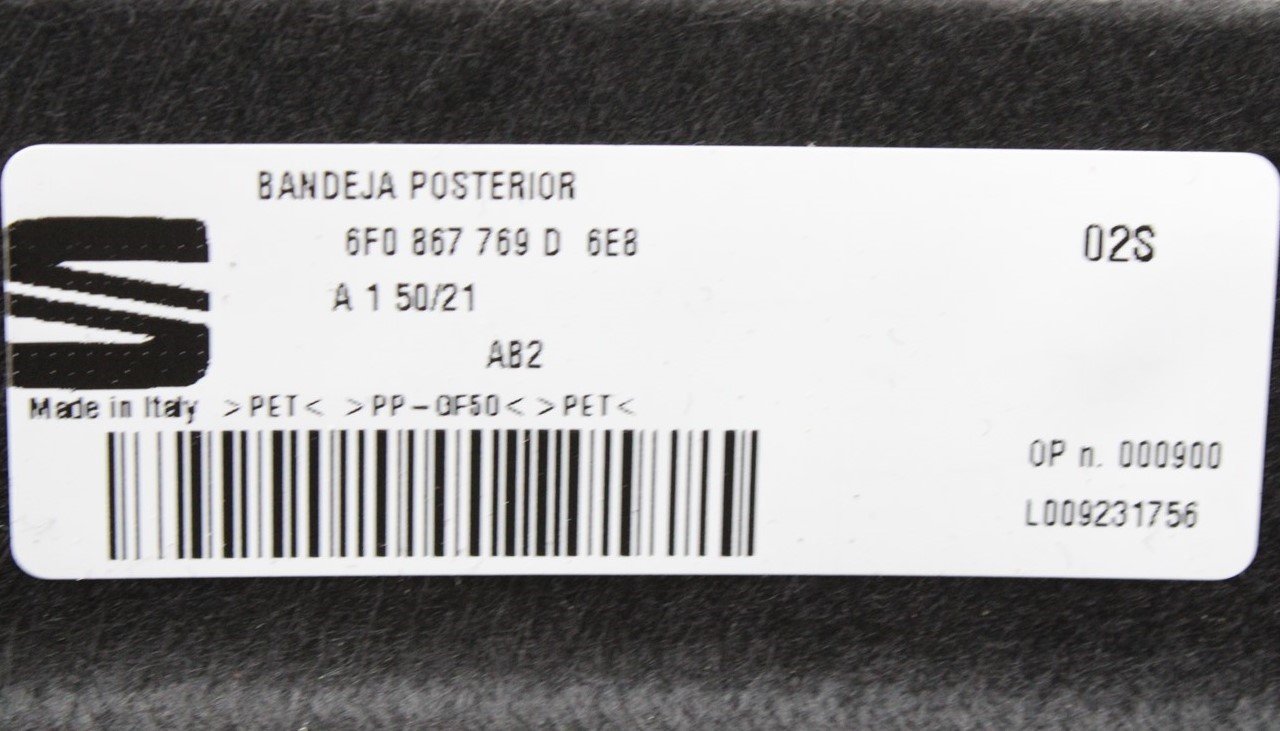 BANDEJA POSTERIOR
6F0 867 769 D 6E8
02S
A 1 50/21
AB2
Made in Italy >PET< >PP-GF50< >PET<
OP n. 000900
L009231756